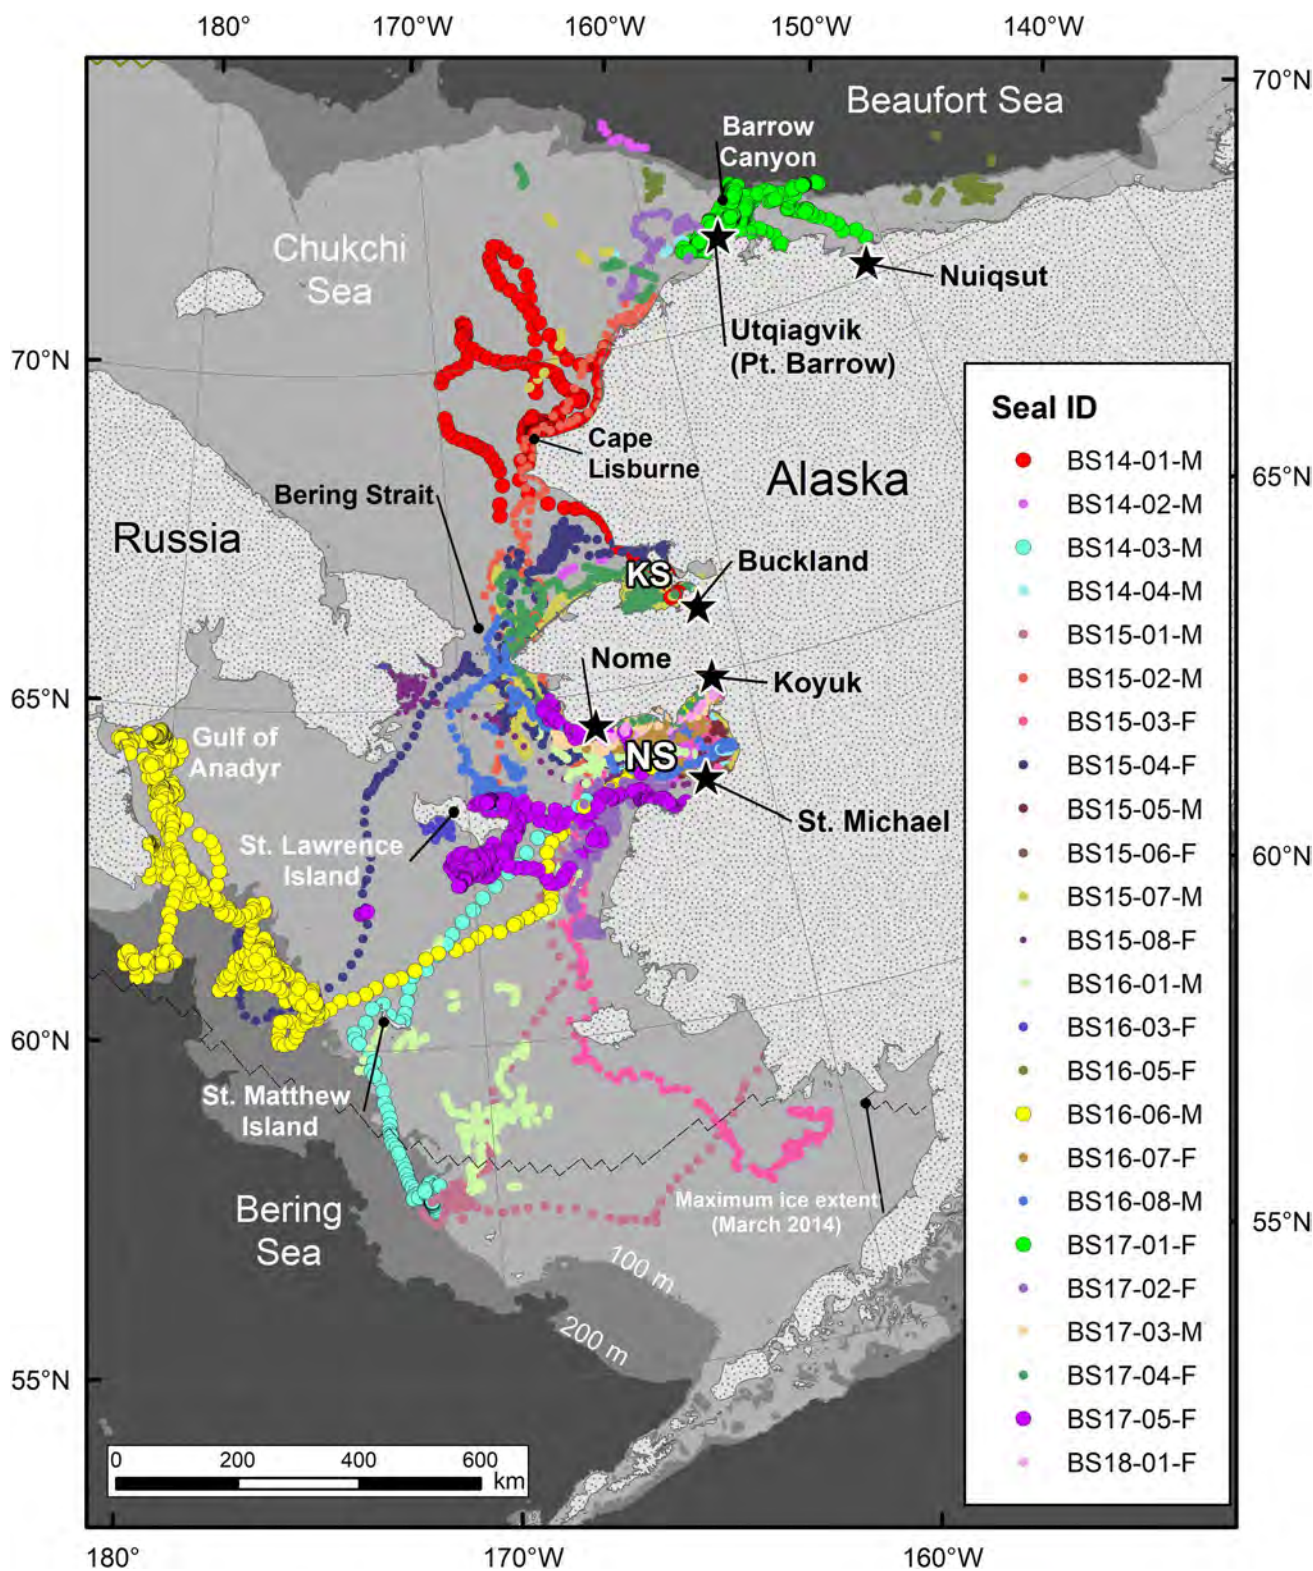 180°
170°W
160°W
150°W
140°W
70°N
Beaufort Sea
Barrow
Canyon
Chukchi
Sea
Nuiqsut
Utqiagvik
(Pt. Barrow)
70°N
Cape
Lisburne
Alaska
65°N
Bering Strait
Russia
KS
Buckland
Nome
Koyuk
65°N
Gulf of
Anadyr
NS
St. Michael
St. Lawrence
Island
60°N
60°N
St. Matthew
Island
Bering
Sea
Maximum ice extent
(March 2014)
55°N
100 m
200 m
55°N
0 200 400 600
km
180°
170°W
160°W
Seal ID
BS14-01-M
BS14-02-M
BS14-03-M
BS14-04-M
BS15-01-M
BS15-02-M
BS15-03-F
BS15-04-F
BS15-05-M
BS15-06-F
BS15-07-M
BS15-08-F
BS16-01-M
BS16-03-F
BS16-05-F
BS16-06-M
BS16-07-F
BS16-08-M
BS17-01-F
BS17-02-F
BS17-03-M
BS17-04-F
BS17-05-F
BS18-01-F